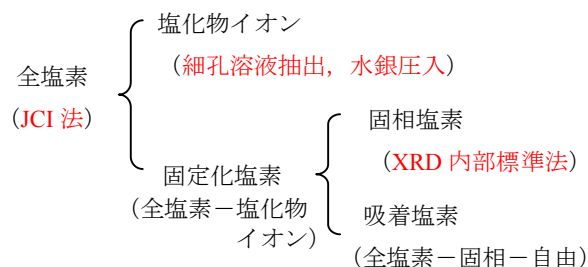 塩化物イオン
（細孔溶液抽出，水銀圧入）
全塩素
（JCI 法）
固相塩素
（XRD 内部標準法）
固定化塩素
（全塩素－塩化物
イオン）
吸着塩素
（全塩素－固相－自由）